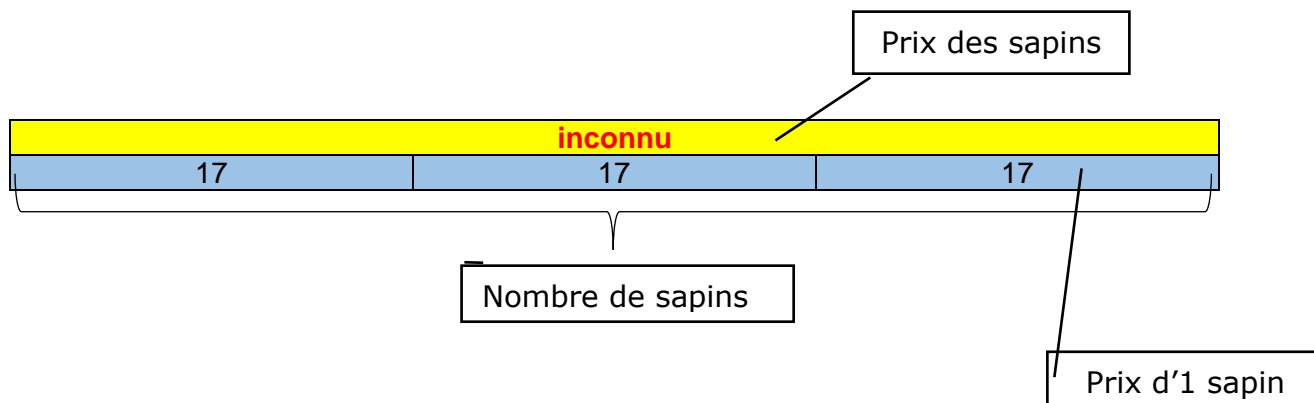 Prix des sapins
inconnu
17 17 17
Nombre de sapins
Prix d’1 sapin